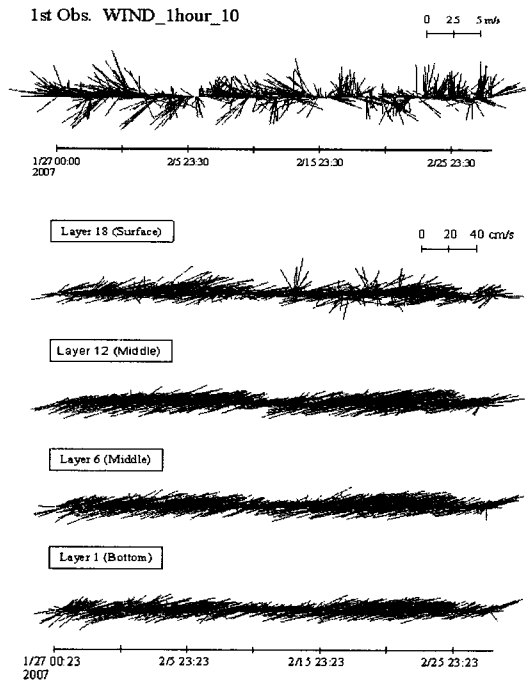 1st Obs. WIND_1hour_10
0 2.5 5 m/s
1/27 00:00 2/5 23:30 2/15 23:30 2/25 23:30
2007
Layer 18 (Surface)
0 20 40 cm/s
Layer 12 (Middle)
Layer 6 (Middle)
Layer 1 (Bottom)
1/27 00:23 2/5 23:23 2/15 23:23 2/25 23:23
2007